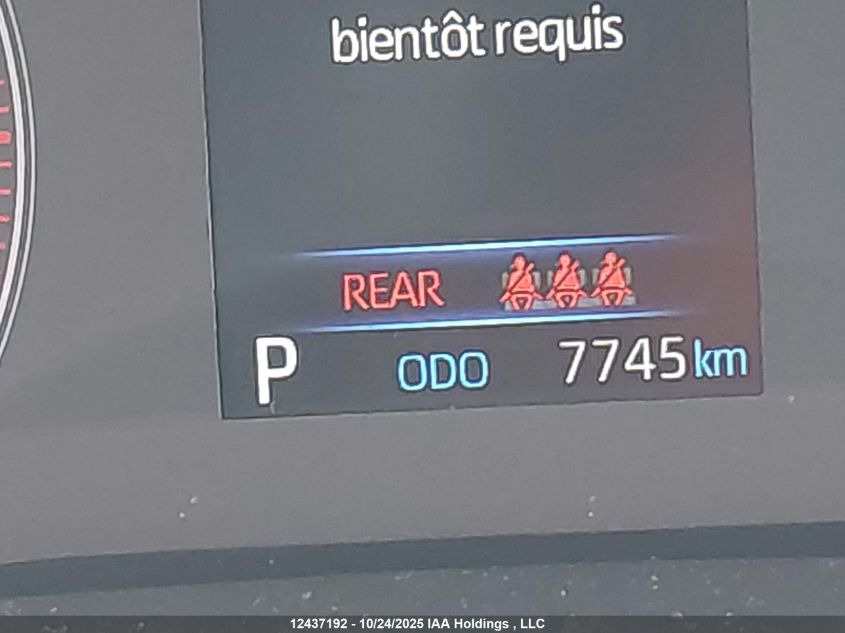 bientôt requis
REAR
P ODO 7745 km
12437192 - 10/24/2025 IAA Holdings , LLC